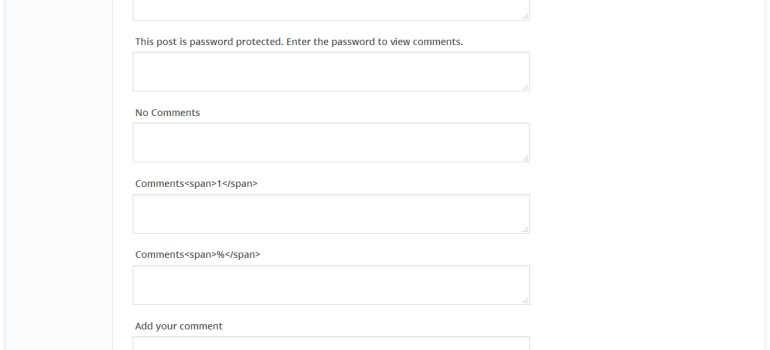 This post is password protected. Enter the password to view comments.
No Comments
Comments<span>1</span>
Comments<span>%</span>
Add your comment